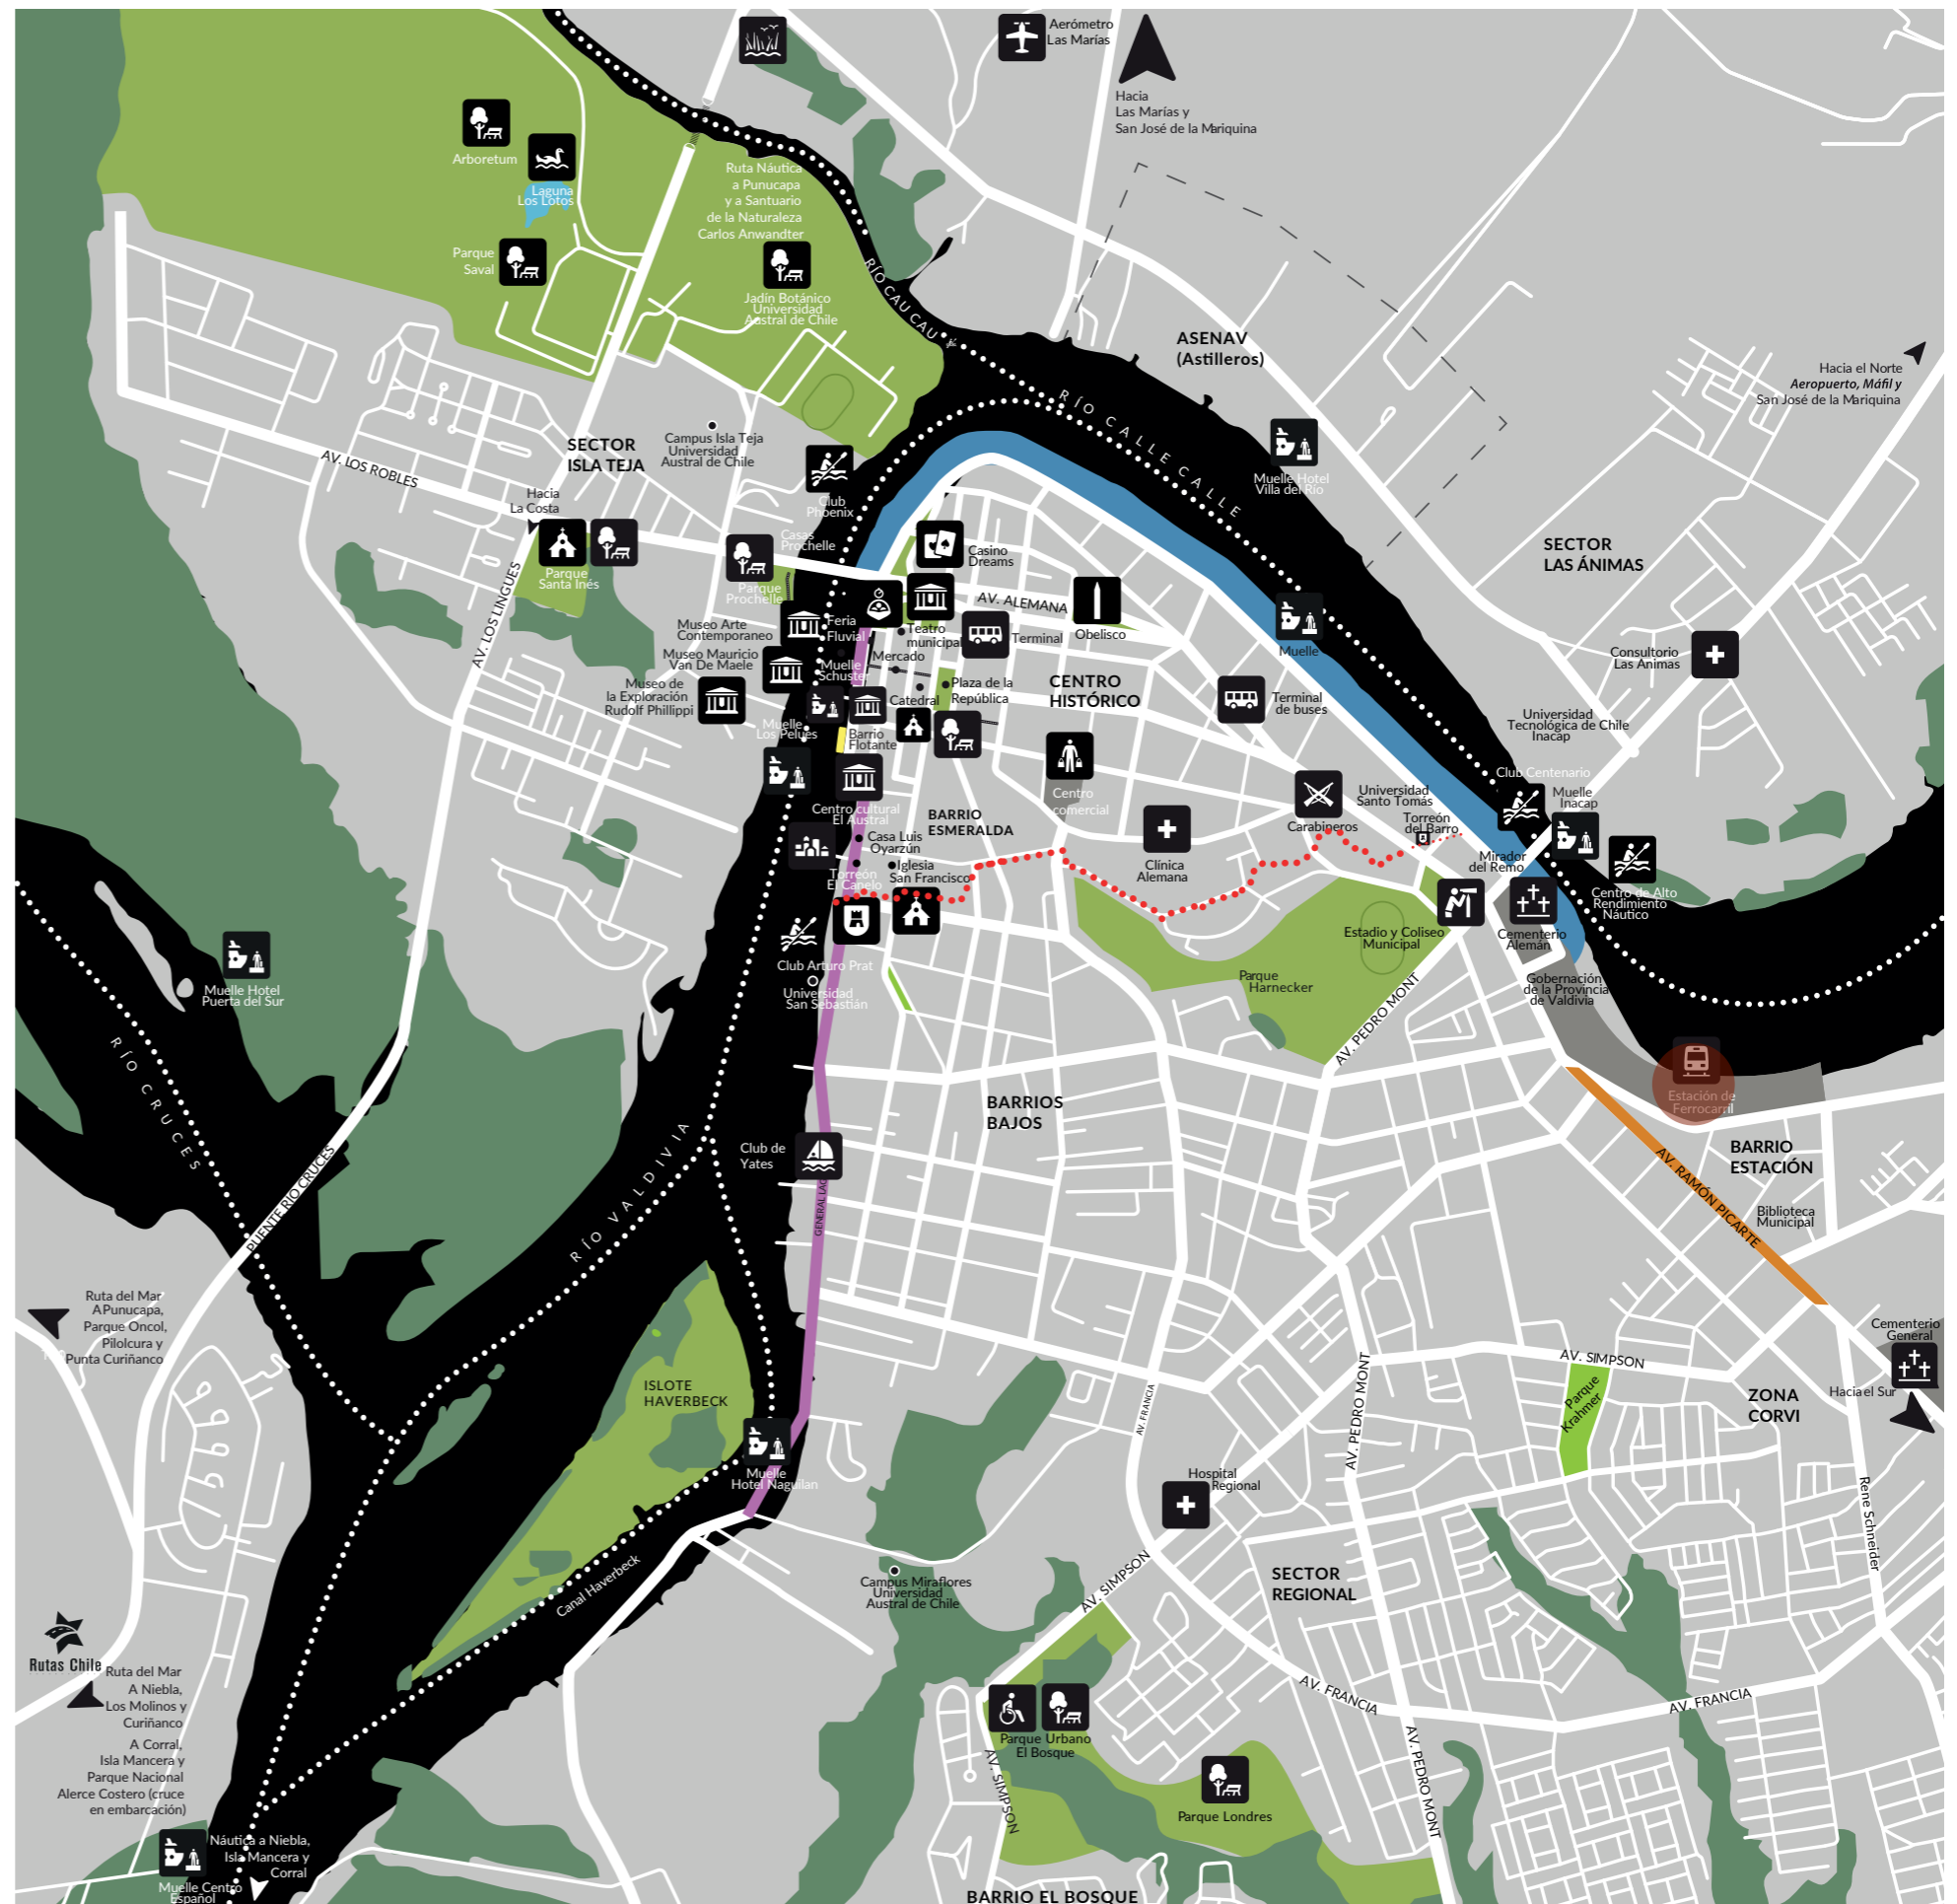 Aerómetro
Las Marías
Hacia
Las Marías y
San José de la Mariquina
Arboretum
Laguna
Los Lotos
Parque
Saval
Ruta Náutica
a Punucapa
y a Santuario
de la Naturaleza
Carlos Anwandter
Jadín Botánico
Universidad
Austral de Chile
RÍO CAU CAU
ASENAV
(Astilleros)
Hacia el Norte
Aeropuerto, Máfil y
San José de la Mariquina
RÍO CALLE CALLE
SECTOR
ISLA TEJA
Campus Isla Teja
Universidad
Austral de Chile
AV. LOS ROBLES
Hacia
La Costa
Club
Phoenix
Muelle Hotel
Villa del Río
Casas
Prochelle
Parque
Prochelle
Parque
Santa Inés
AV. LOS LINGUES
Casino
Dreams
SECTOR
LAS ÁNIMAS
AV. ALEMANA
Museo Arte
Contemporaneo
Feria
Fluvial
Teatro
municipal
Terminal
Obelisco
Muelle
Consultorio
Las Animas
Museo Mauricio
Van De Maele
Muelle
Schuster
Mercado
Museo de
la Exploración
Rudolf Phillippi
Catedral
Plaza de la
República
CENTRO
HISTÓRICO
Terminal
de buses
Universidad
Tecnológica de Chile
Inacap
Muelle
Los Pelúes
Barrio
Flotante
Club Centenario
Muelle
Inacap
Centro
comercial
Universidad
Santo Tomás
Centro cultural
El Austral
BARRIO
ESMERALDA
Carabineros
Torreón
del Barro
Casa Luis
Oyarzún
Clínica
Alemana
Mirador
del Remo
Torreón
El Canelo
Iglesia
San Francisco
Centro de Alto
Rendimiento
Náutico
Estadio y Coliseo
Municipal
Cementerio
Alemán
Club Arturo Prat
Universidad
San Sebastián
Parque
Harnecker
Gobernación
de la Provincia
de Valdivia
Muelle Hotel
Puerta del Sur
AV. PEDRO MONT
RÍO CRUCES
Estación de
Ferrocarril
BARRIOS
BAJOS
Club de
Yates
RÍO VALDIVIA
BARRIO
ESTACIÓN
AV. RAMÓN PICARTE
GENERAL LAG
PUENTE RIO CRUCES
Biblioteca
Municipal
Ruta del Mar
A Punucapa,
Parque Oncol,
Pilolcura y
Punta Curiñanco
Cementerio
General
AV. SIMPSON
ISLOTE
HAVERBECK
Parque
Krahmer
ZONA
CORVI
Hacia el Sur
AV. FRANCIA
AV. PEDRO MONT
Muelle
Hotel Naguilan
Hospital
Regional
Rene Schneider
Canal Haverbeck
Campus Miraflores
Universidad
Austral de Chile
AV. SIMPSON
SECTOR
REGIONAL
Rutas Chile
Ruta del Mar
A Niebla,
Los Molinos y
Curiñanco
A Corral,
Isla Mancera y
Parque Nacional
Alerce Costero (cruce
en embarcación)
AV. FRANCIA
AV. FRANCIA
Parque Urbano
El Bosque
AV. SIMPSON
AV. PEDRO MONT
Parque Londres
Náutica a Niebla,
Isla Mancera y
Corral
Muelle Centro
Español
BARRIO EL BOSQUE